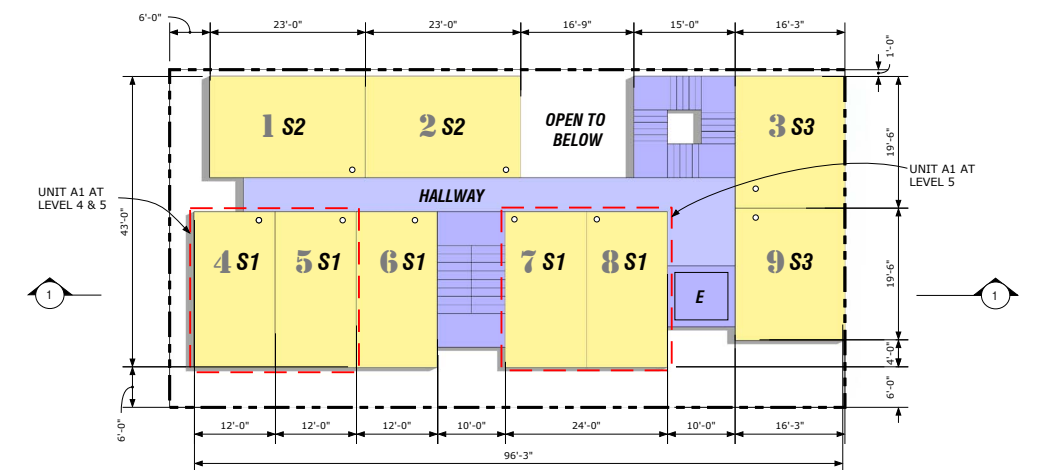 6'-0"
23'-0"
23'-0"
16'-9"
15'-0"
16'-3"
1'-0"
1 S2
2 S2
OPEN TO
BELOW
3 S3
19'-6"
HALLWAY
UNIT A1 AT
LEVEL 4 & 5
UNIT A1 AT
LEVEL 5
43'-0"
4 S1
5 S1
6 S1
7 S1
8 S1
9 S3
19'-6"
E
1
1
4'-0"
6'-0"
6'-0"
12'-0"
12'-0"
12'-0"
10'-0"
24'-0"
10'-0"
16'-3"
96'-3"